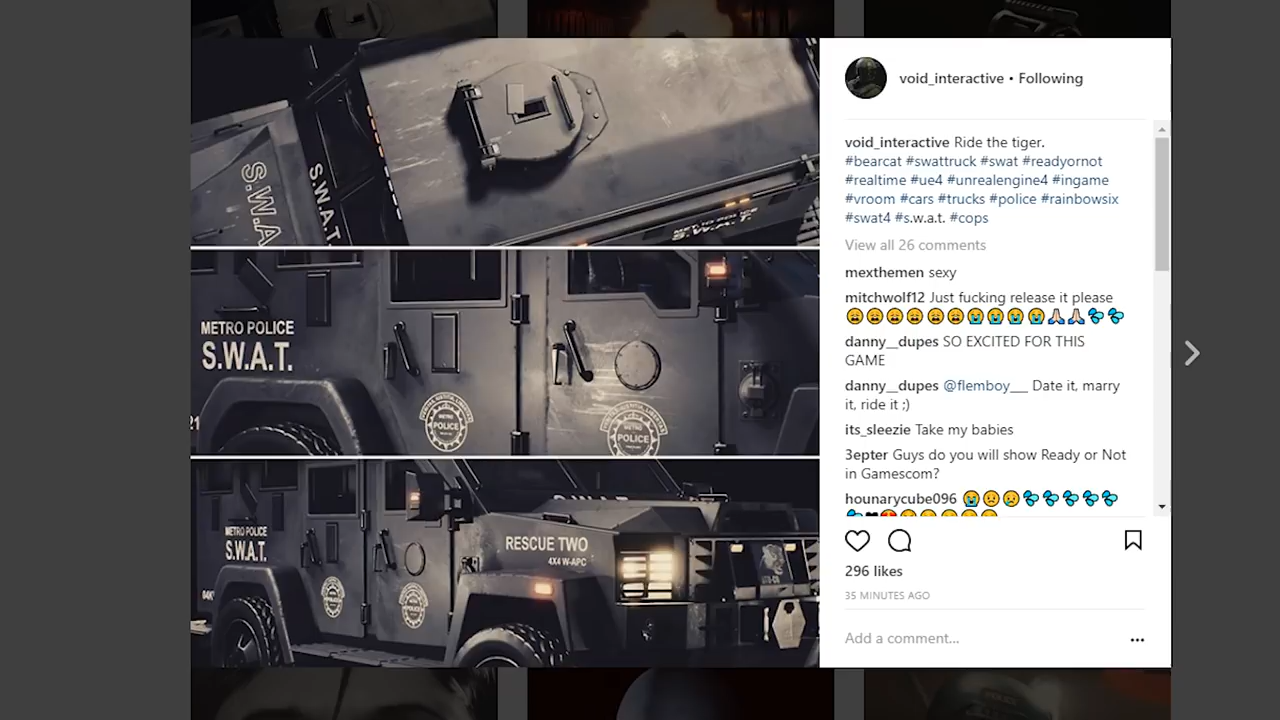 S.W.A
S.W.A.T.
METRO POLICE
S.W.A.T.
METRO POLICE
S.W.A.T.
METRO
POLICE
METRO
POLICE
METRO POLICE
S.W.A.T.
RESCUE TWO
4X4 W-APC
void_interactive • Following
void_interactive Ride the tiger.
#bearcat #swattruck #swat #readyornot
#realtime #ue4 #unrealengine4 #ingame
#vroom #cars #trucks #police #rainbowsix
#swat4 #s.w.a.t. #cops
View all 26 comments
mexthemen sexy
mitchwolf12 Just fucking release it please
😩😩😩😩😩😩😭😭😭😭🙏🏻🙏🏻💦💦
danny__dupes SO EXCITED FOR THIS
GAME
danny__dupes @flemboy___ Date it, marry
it, ride it ;)
its_sleezie Take my babies
3epter Guys do you will show Ready or Not
in Gamescom?
hounarycube096 😭😣😢💦💦💦💦💦
296 likes
35 MINUTES AGO
Add a comment...